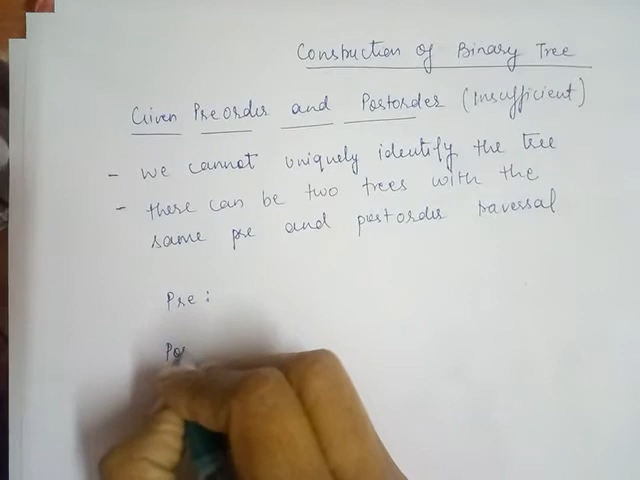 Construction of Binary Tree
Given Preorder and Postorder (Insufficient)
- we cannot uniquely identify the tree
- there can be two trees with the
same pre and postorder traversal
Pre :
Po